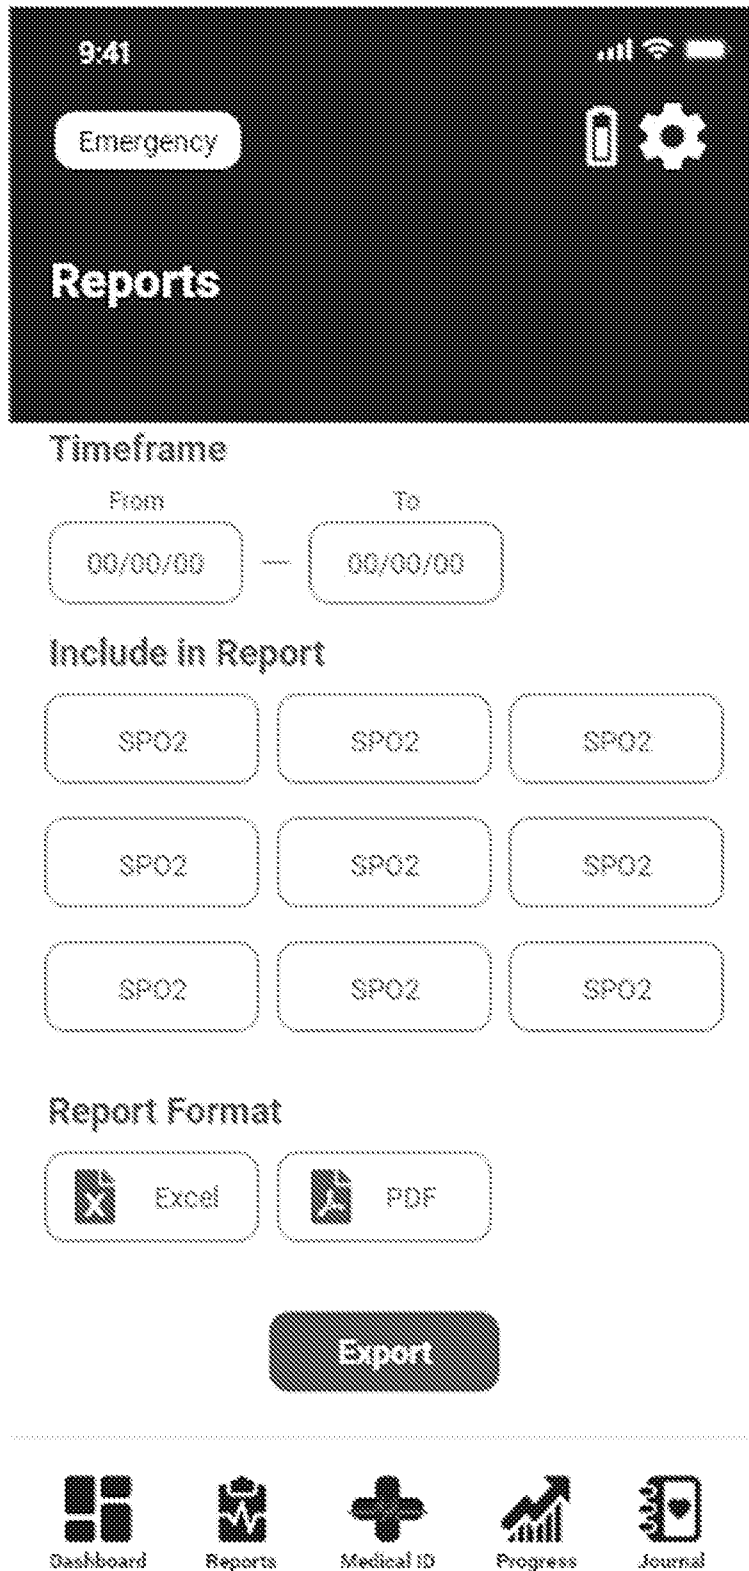 9:41
Emergency
Reports
Timeframe
From To
00/00/00 — 00/00/00
Include in Report
SPO2 SPO2 SPO2
SPO2 SPO2 SPO2
SPO2 SPO2 SPO2
Report Format
Excel PDF
Export
Dashboard Reports Medical ID Progress Journal